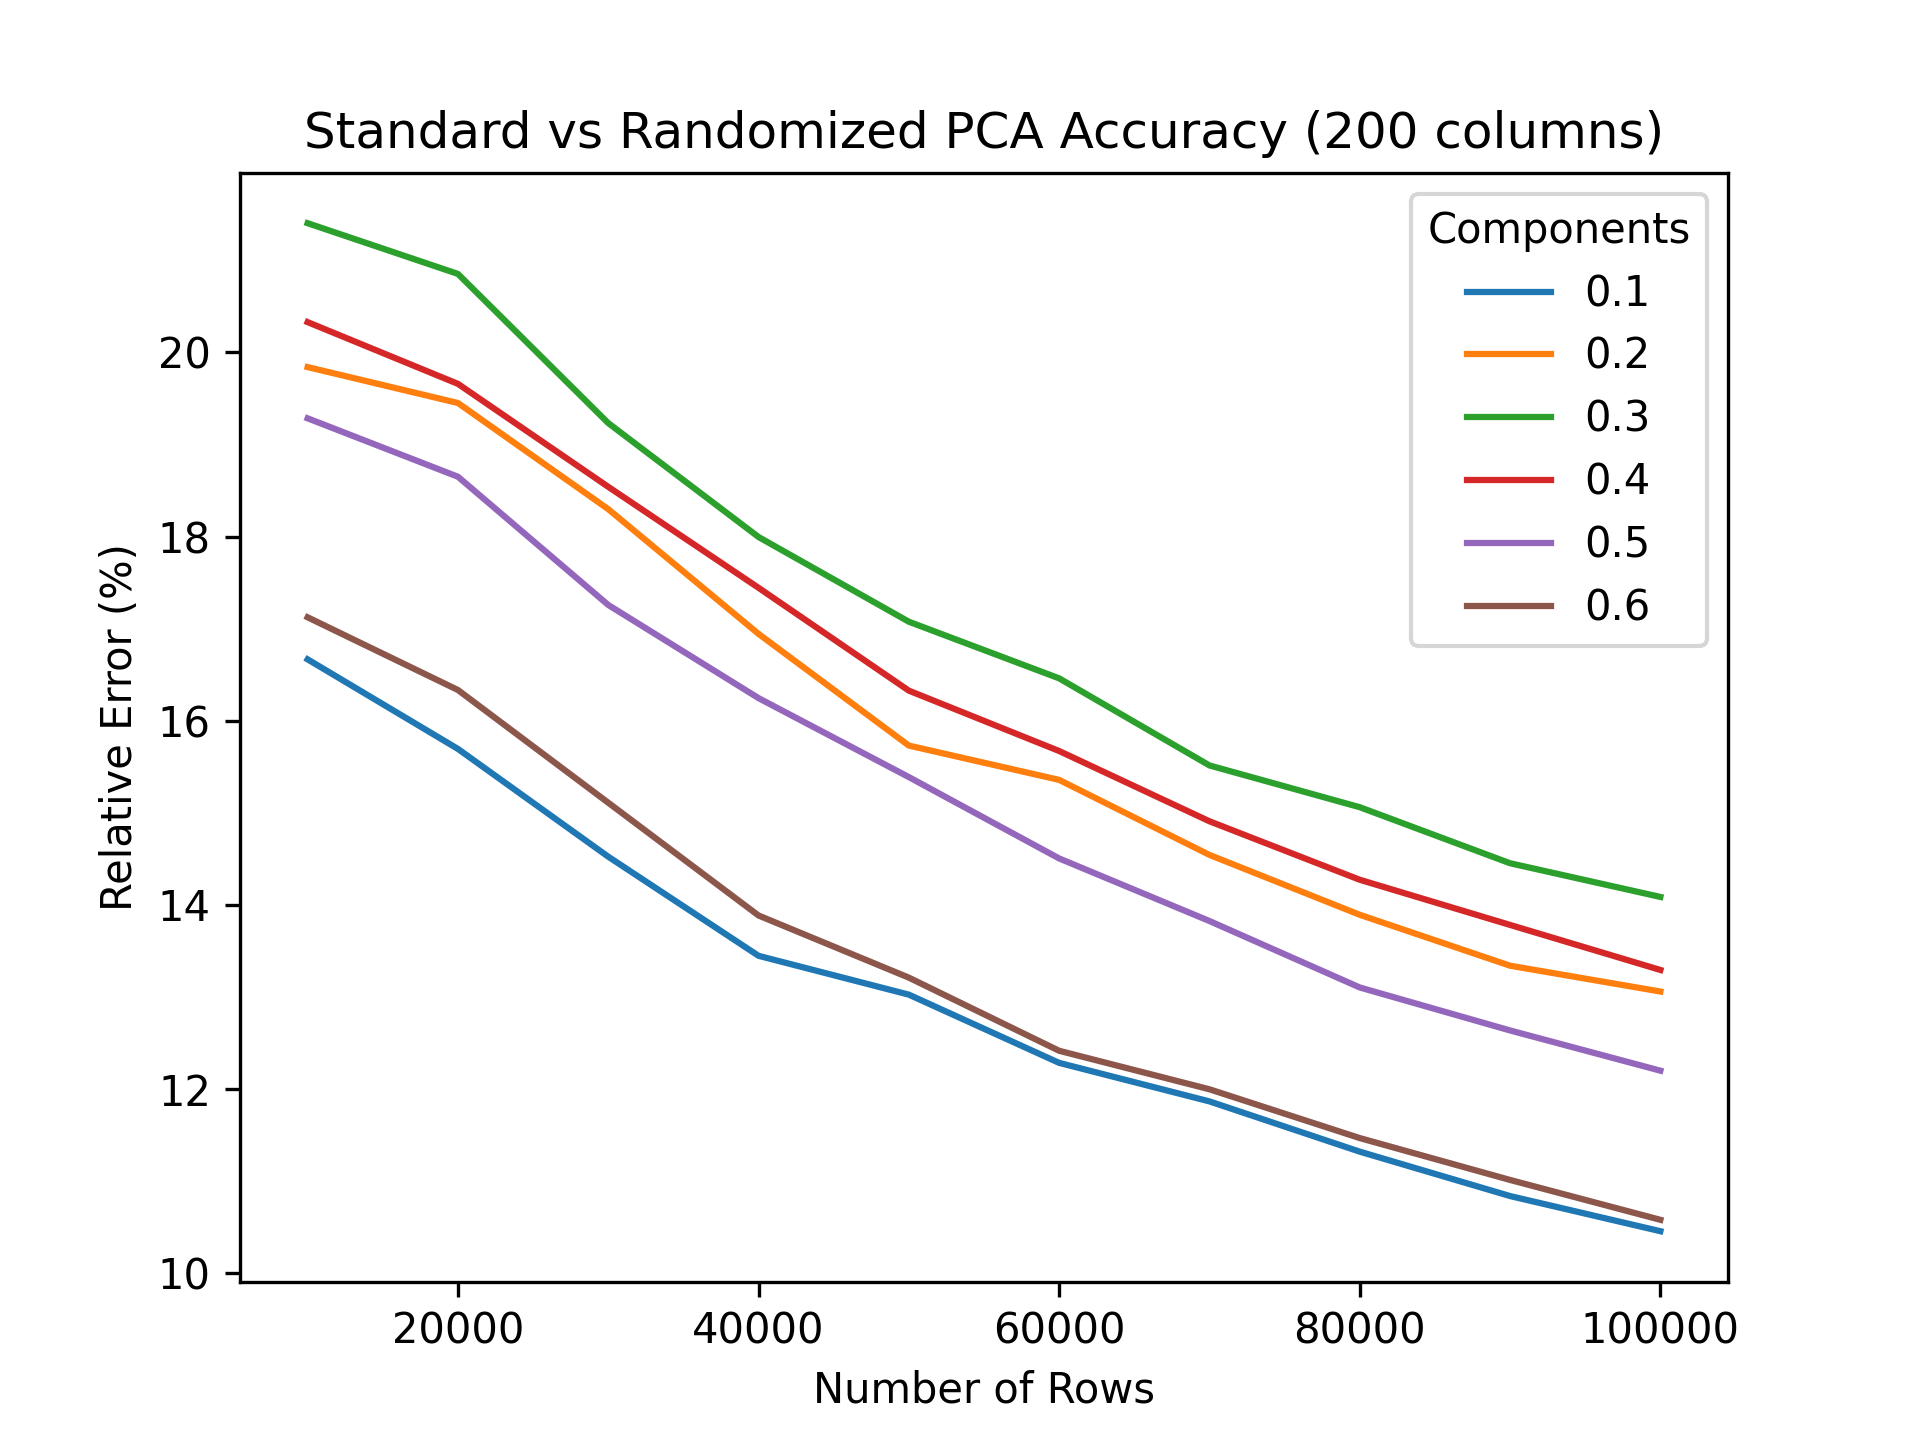 Standard vs Randomized PCA Accuracy (200 columns)
Components
0.1
0.2
0.3
0.4
0.5
0.6
Relative Error (%)
20
18
16
14
12
10
20000 40000 60000 80000 100000
Number of Rows